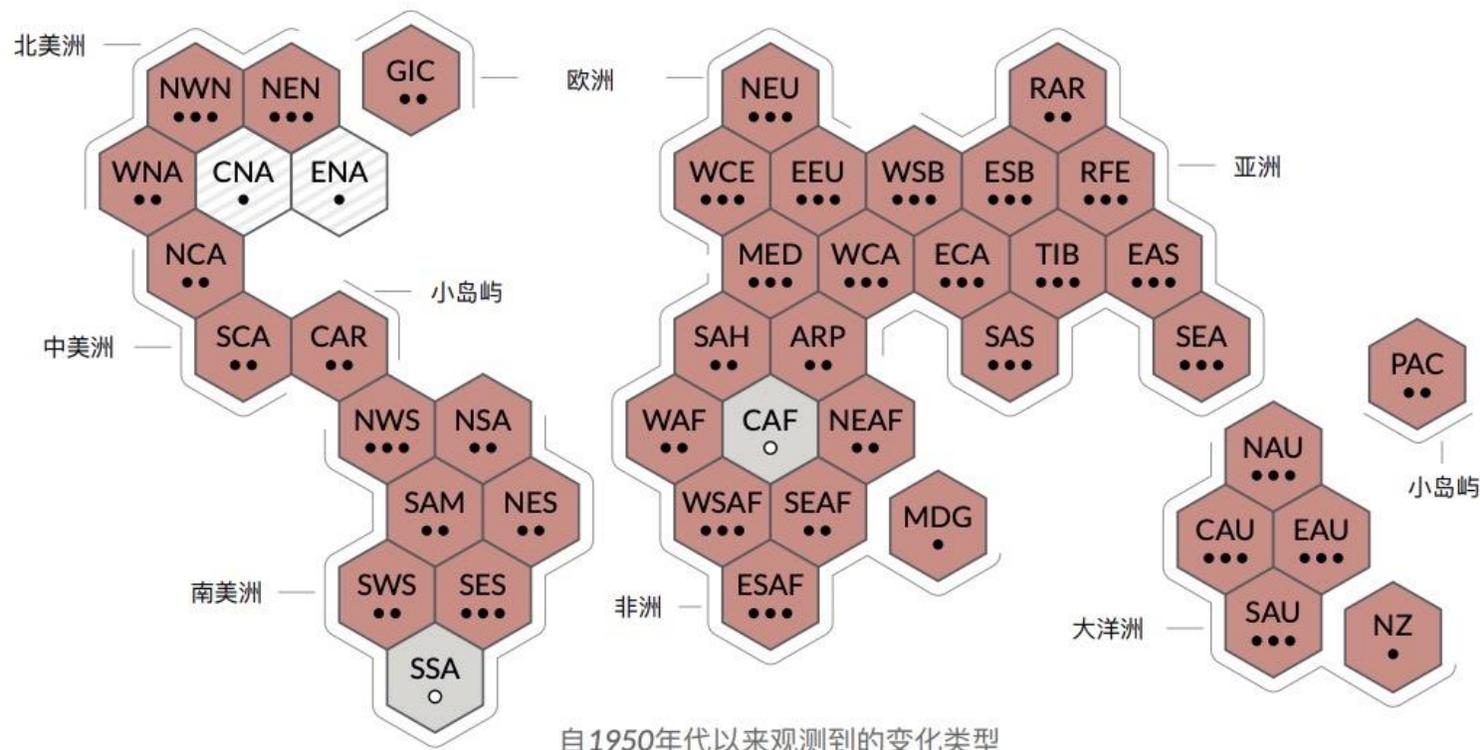 北美洲
GIC
NWN NEN
欧洲
NEU
RAR
WNA CNA ENA
WCE EEU WSB ESB RFE
亚洲
NCA
MED WCA ECA TIB EAS
小岛屿
中美洲
SCA CAR
SAH ARP
SAS
SEA
PAC
NWS NSA
WAF CAF NEAF
NAU
小岛屿
SAM NES
WSAF SEAF
MDG
CAU EAU
南美洲
SWS SES
非洲
ESAF
大洋洲
SAU
NZ
SSA
自1950年代以来观测到的变化类型